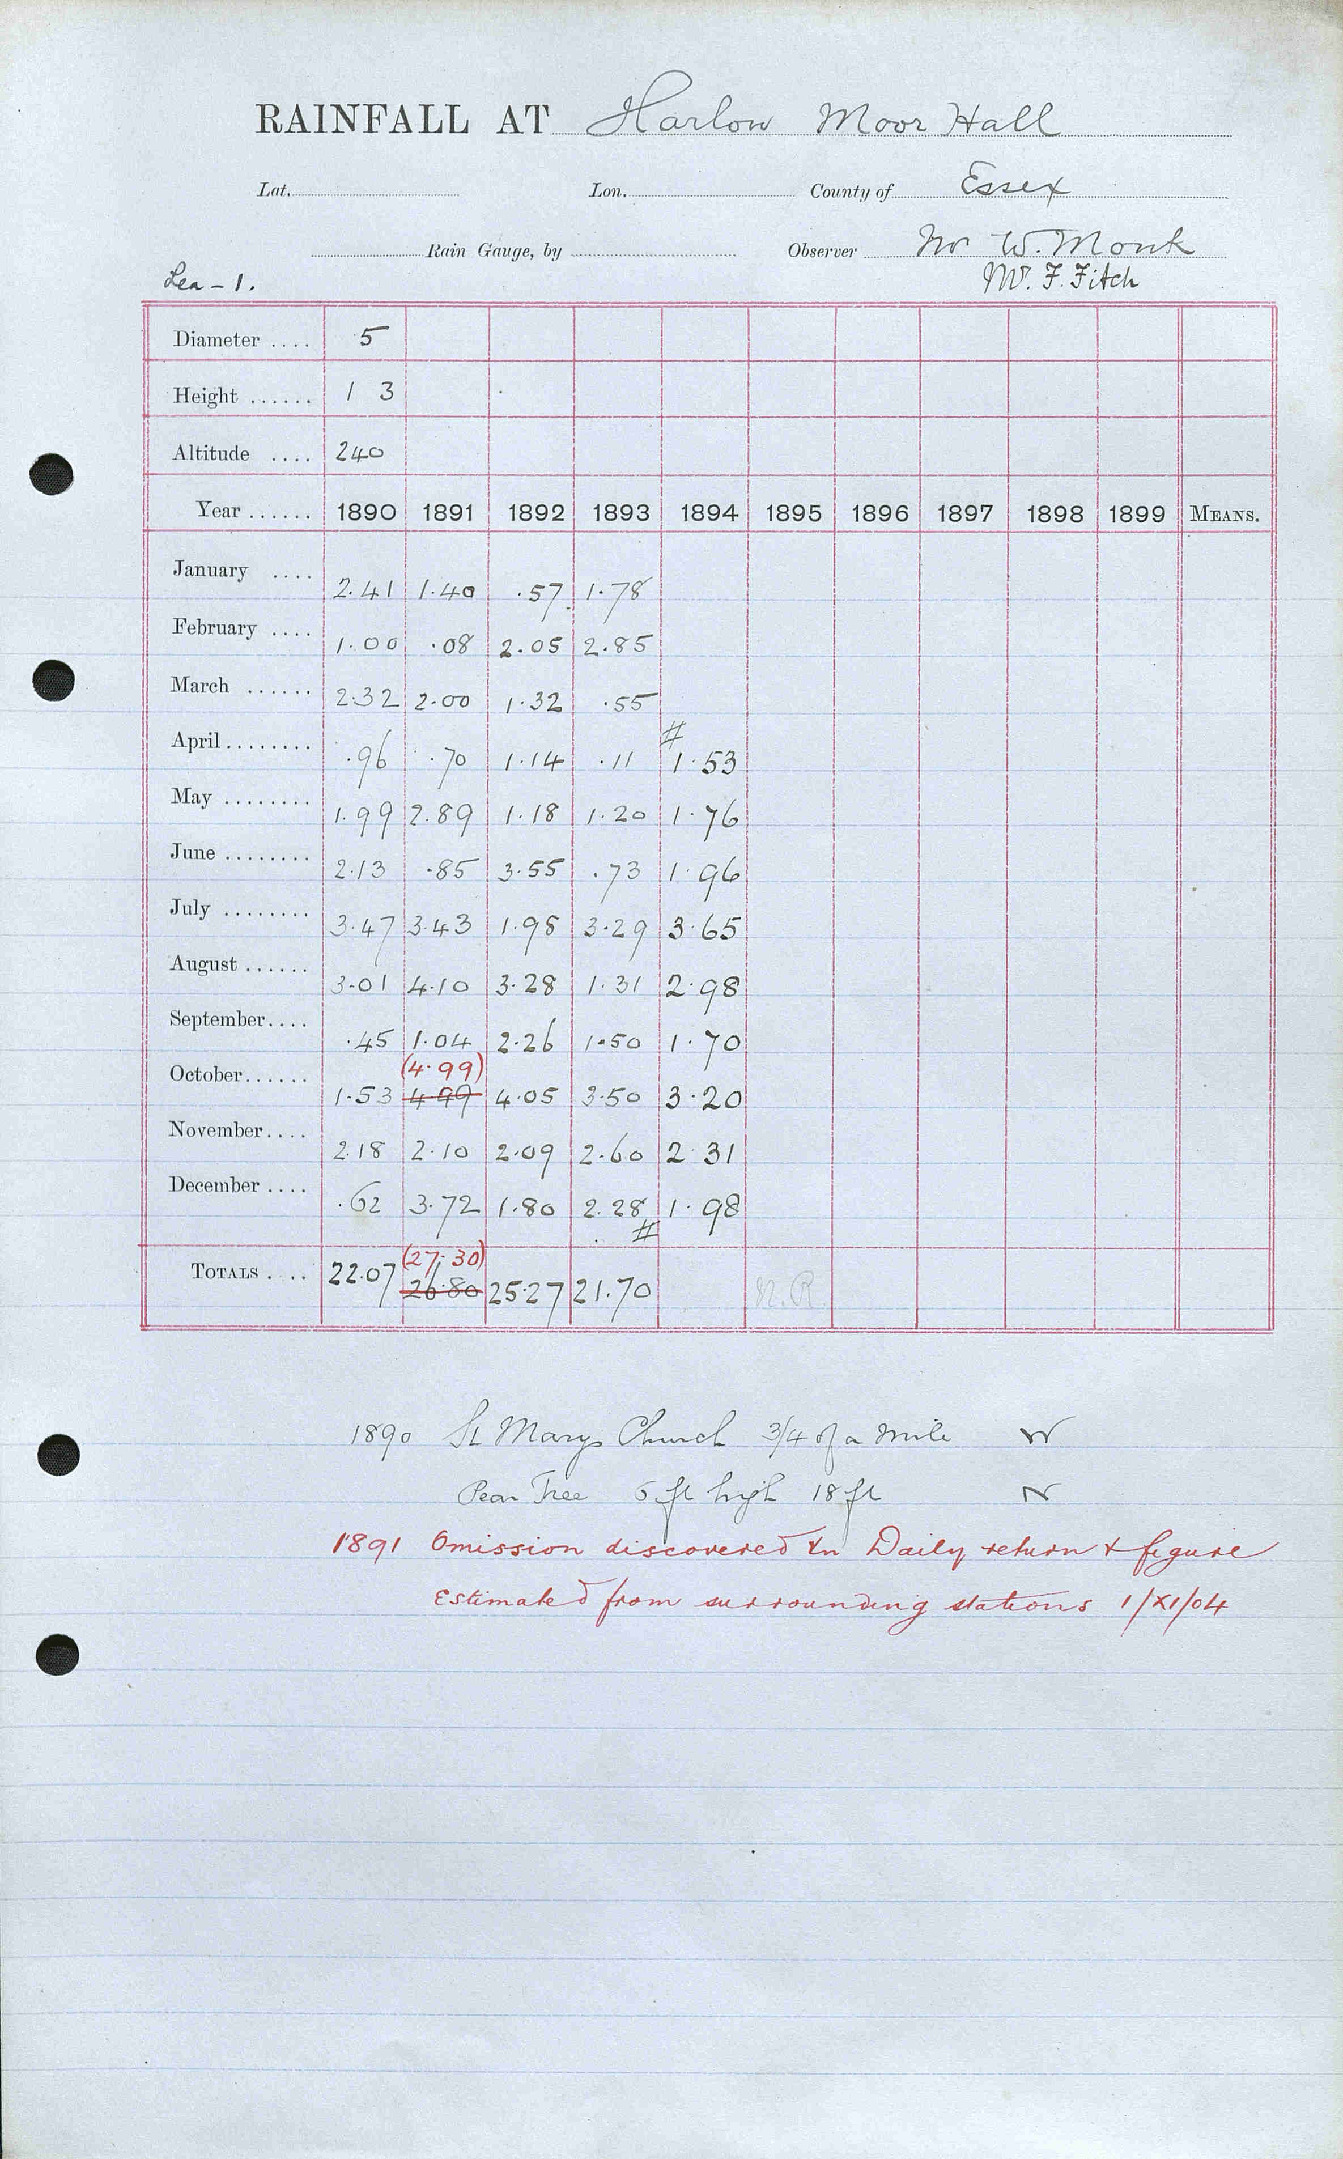 RAINFALL AT Harlow Moor Hall
Lat. Lon. County of Essex
Rain Gauge, by Observer Mr W. Monk
Lea - 1. Mr. F. Fitch
Diameter .... 5
Height ...... 1 3
Altitude .... 240
Year ...... 1890 1891 1892 1893 1894 1895 1896 1897 1898 1899 MEANS.
January .... 2.41 1.40 .57 1.78
February .... 1.00 .08 2.05 2.85
March ...... 2.32 2.00 1.32 .55
#
April ........ .96 .70 1.14 .11 1.53
May ........ 1.99 2.89 1.18 1.20 1.76
June ........ 2.13 .85 3.55 .73 1.96
July ........ 3.47 3.43 1.98 3.29 3.65
August ...... 3.01 4.10 3.28 1.31 2.98
September .... .45 1.04 2.26 1.50 1.70
(4.99)
October ...... 1.53 4.49 4.05 3.50 3.20
November .... 2.18 2.10 2.09 2.60 2.31
December .... .62 3.72 1.80 2.28 1.98
#
(27.30)
TOTALS .... 22.07 26.80 25.27 21.70 N.R.
1890 St Marys Church 3/4 of a mile W
Pear Tree 5 ft high 18 ft N
1891 Omission discovered in Daily return & figure
Estimated from surrounding stations 1/XI/04